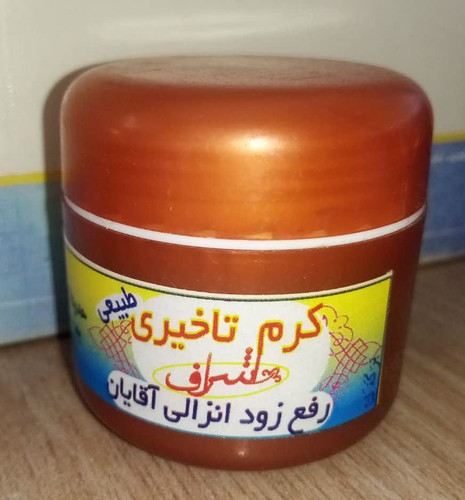 کرم تاخیری طبیعی
اشراف
رفع زود انزالی آقایان